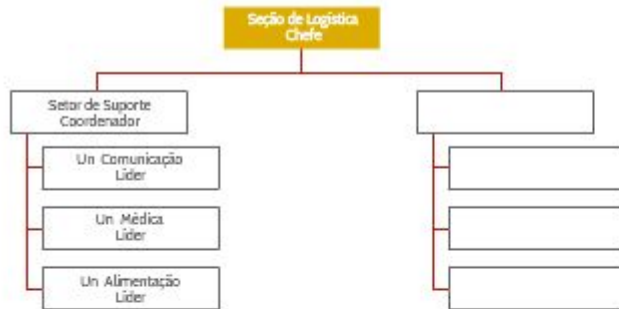 Seção de Logística
Chefe
Setor de Suporte
Coordenador
Un Comunicação
Líder
Un Médica
Líder
Un Alimentação
Líder